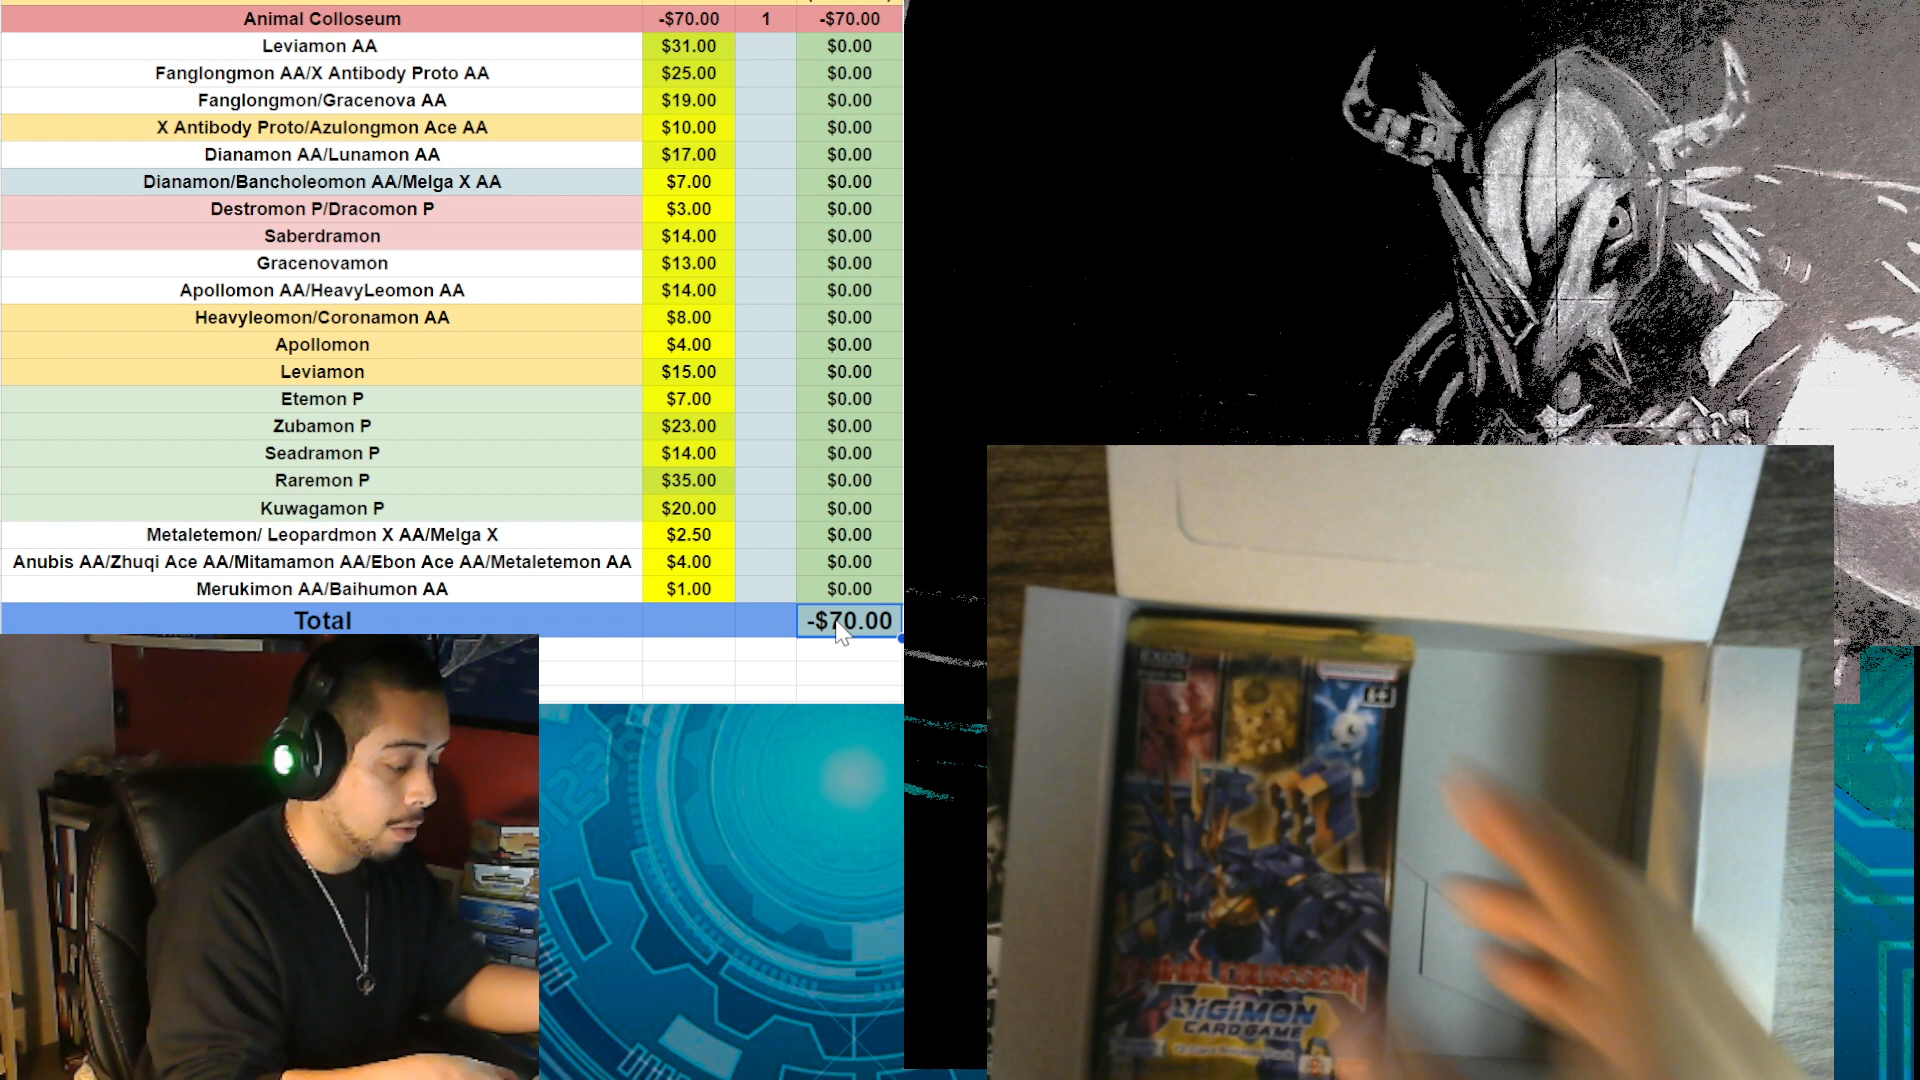 Animal Colloseum -$70.00 1 -$70.00
Leviamon AA $31.00 $0.00
Fanglongmon AA/X Antibody Proto AA $25.00 $0.00
Fanglongmon/Gracenova AA $19.00 $0.00
X Antibody Proto/Azulongmon Ace AA $10.00 $0.00
Dianamon AA/Lunamon AA $17.00 $0.00
Dianamon/Bancholeomon AA/Melga X AA $7.00 $0.00
Destromon P/Dracomon P $3.00 $0.00
Saberdramon $14.00 $0.00
Gracenovamon $13.00 $0.00
Apollomon AA/HeavyLeomon AA $14.00 $0.00
Heavyleomon/Coronamon AA $8.00 $0.00
Apollomon $4.00 $0.00
Leviamon $15.00 $0.00
Etemon P $7.00 $0.00
Zubamon P $23.00 $0.00
Seadramon P $14.00 $0.00
Raremon P $35.00 $0.00
Kuwagamon P $20.00 $0.00
Metaletemon/ Leopardmon X AA/Melga X $2.50 $0.00
Anubis AA/Zhuqi Ace AA/Mitamamon AA/Ebon Ace AA/Metaletemon AA $4.00 $0.00
Merukimon AA/Baihumon AA $1.00 $0.00
Total -$70.00
EX05
6+
ANIMAL COLOSSEUM
DIGIMON
CARD GAME